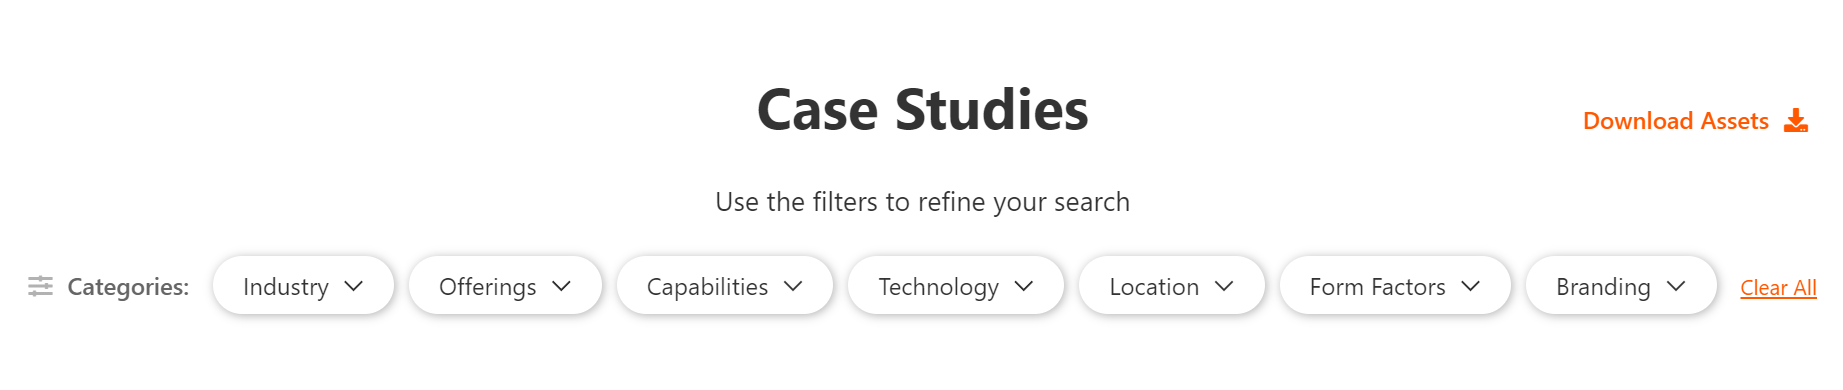 Case Studies
Download Assets
Use the filters to refine your search
Categories: Industry Offerings Capabilities Technology Location Form Factors Branding Clear All